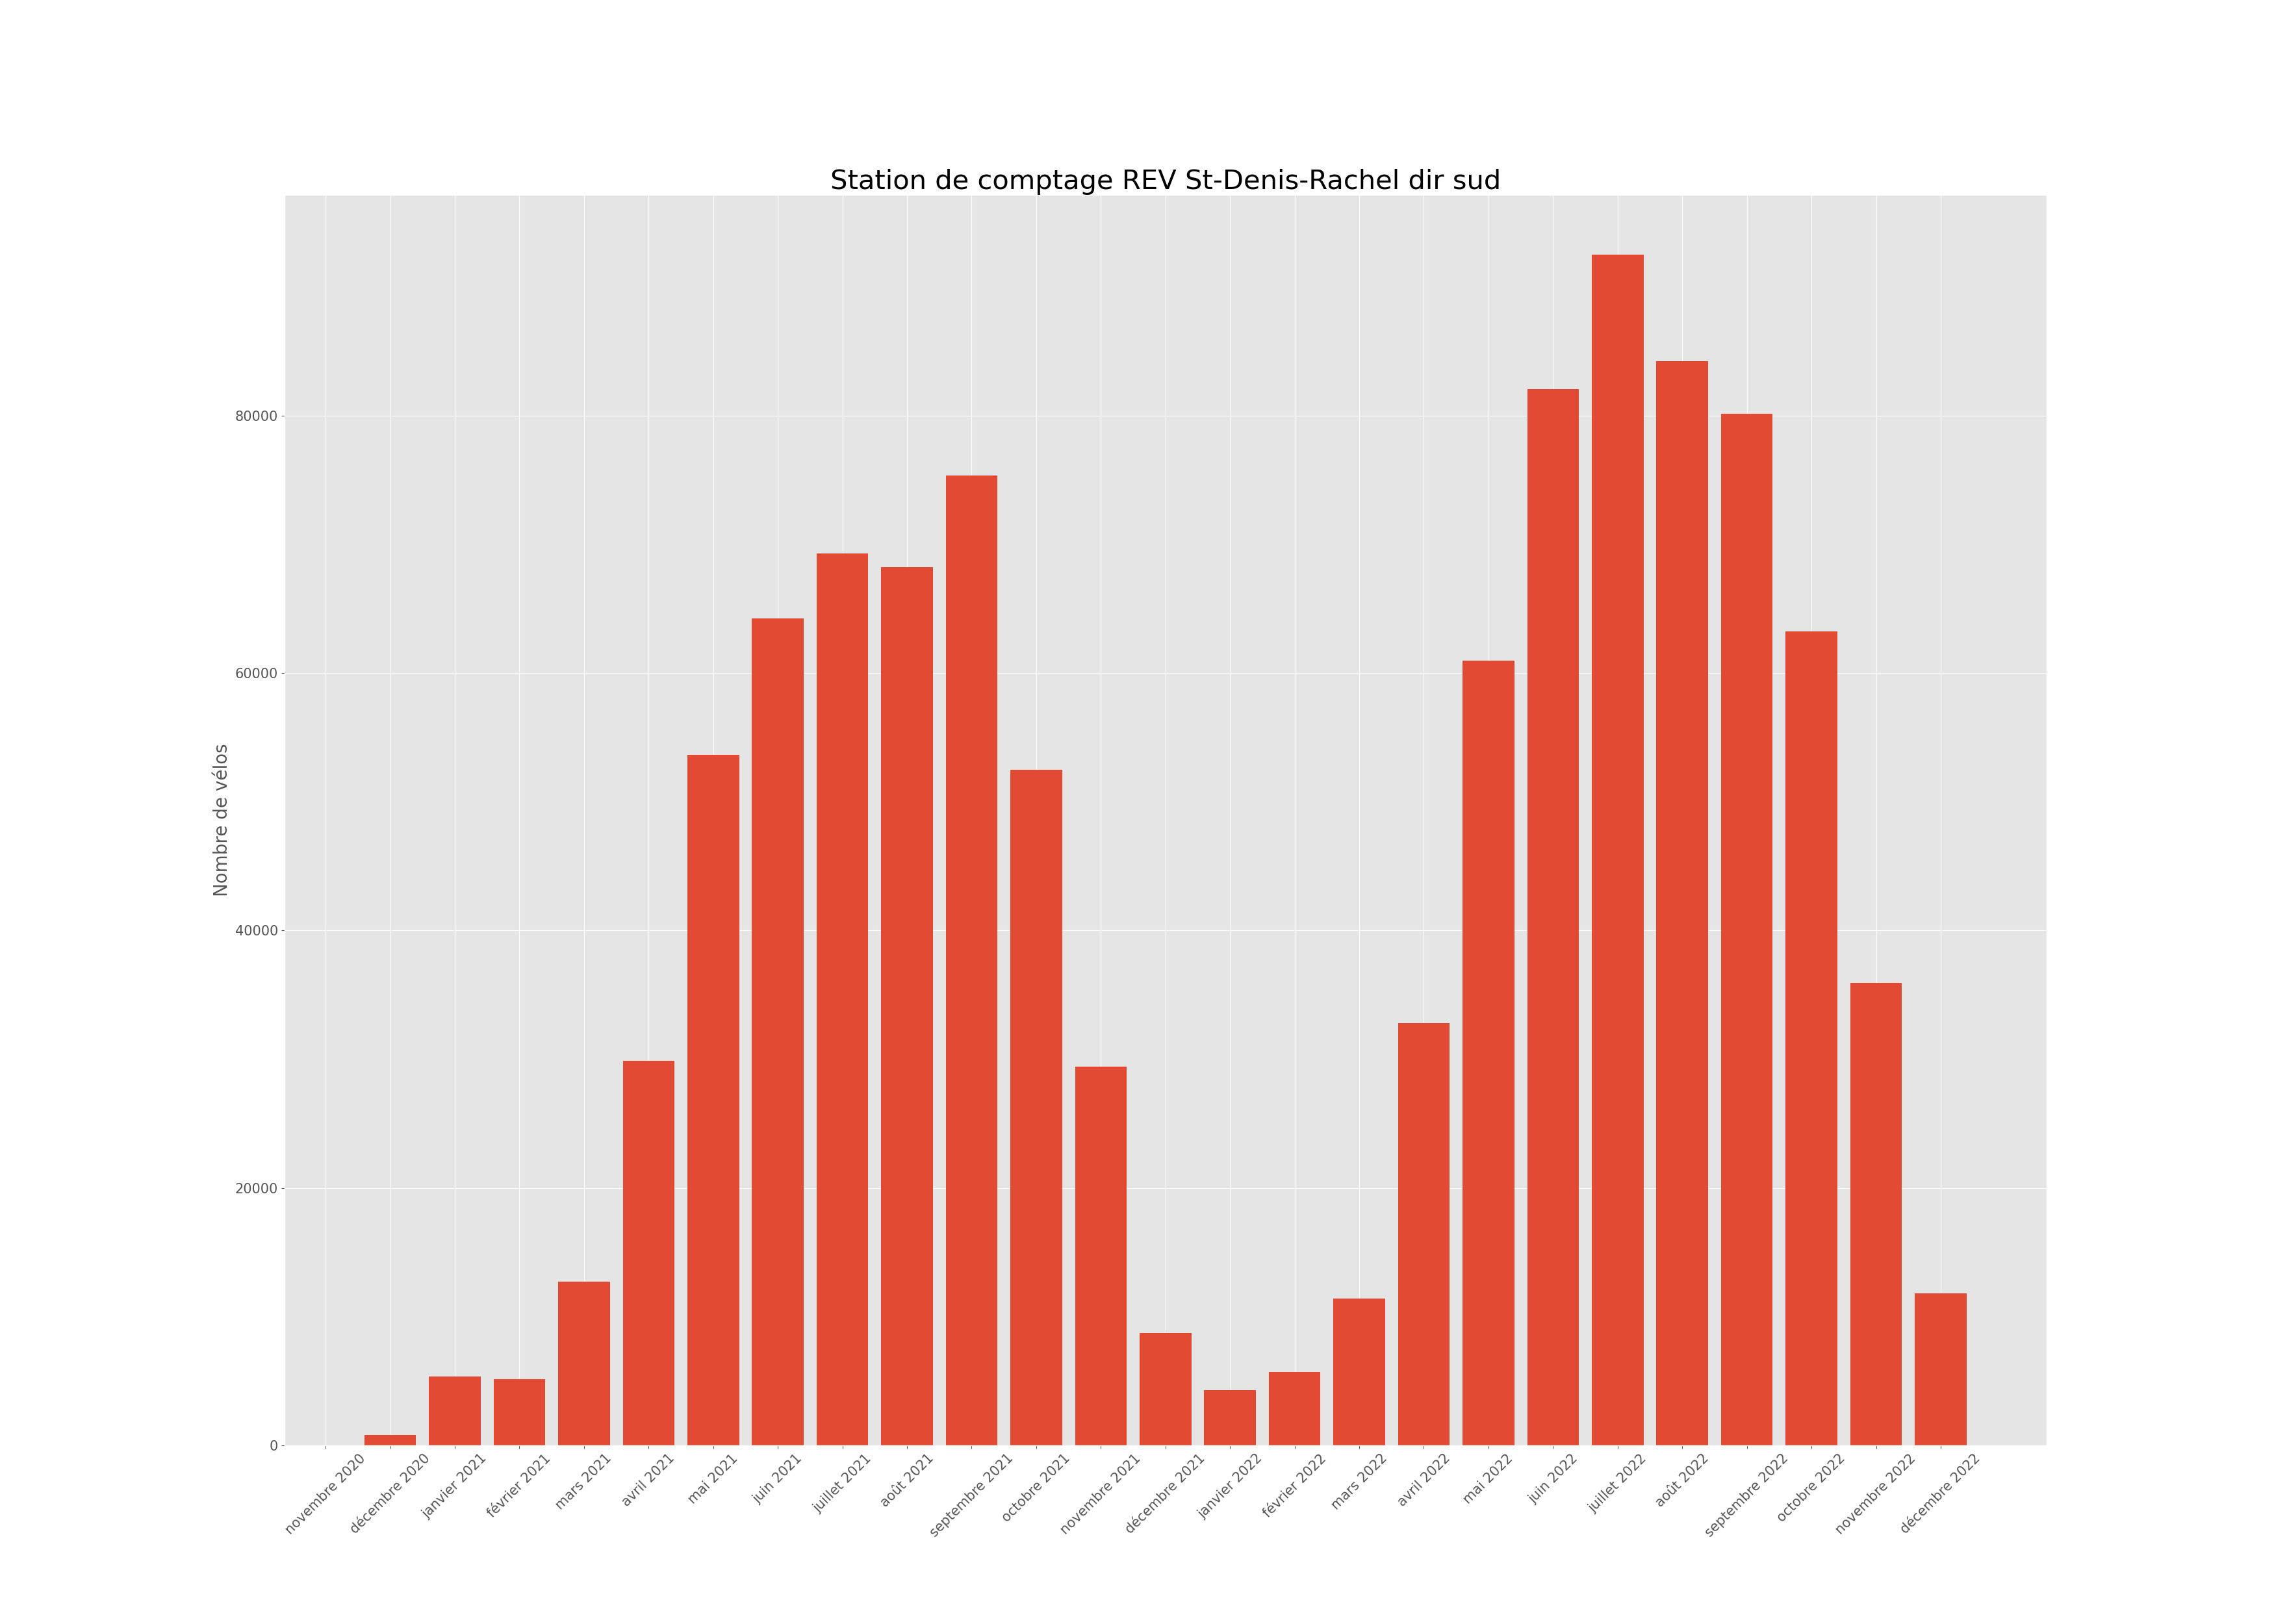 Station de comptage REV St-Denis-Rachel dir sud
Nombre de vélos
80000
60000
40000
20000
0
novembre 2020
décembre 2020
janvier 2021
février 2021
mars 2021
avril 2021
mai 2021
juin 2021
juillet 2021
août 2021
septembre 2021
octobre 2021
novembre 2021
décembre 2021
janvier 2022
février 2022
mars 2022
avril 2022
mai 2022
juin 2022
juillet 2022
août 2022
septembre 2022
octobre 2022
novembre 2022
décembre 2022